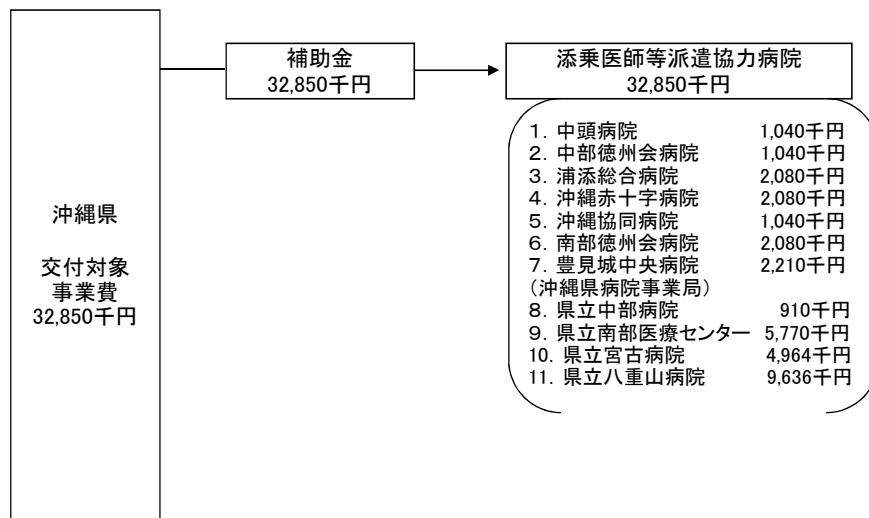 沖縄県
交付対象
事業費
32,850千円
補助金
32,850千円
添乗医師等派遣協力病院
32,850千円
1．中頭病院 1,040千円
2．中部徳州会病院 1,040千円
3．浦添総合病院 2,080千円
4．沖縄赤十字病院 2,080千円
5．沖縄協同病院 1,040千円
6．南部徳州会病院 2,080千円
7．豊見城中央病院 2,210千円
（沖縄県病院事業局）
8．県立中部病院 910千円
9．県立南部医療センター 5,770千円
10．県立宮古病院 4,964千円
11．県立八重山病院 9,636千円